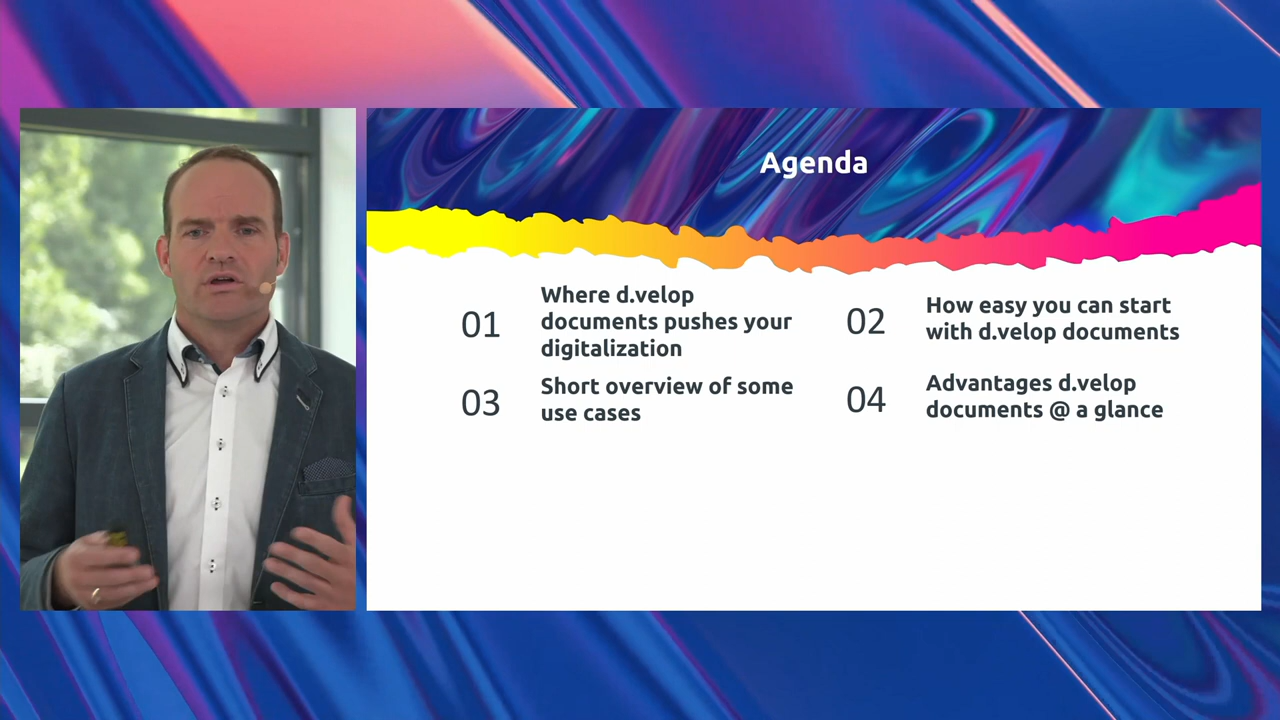 Agenda
01
Where d.velop
documents pushes your
digitalization
02
How easy you can start
with d.velop documents
03
Short overview of some
use cases
04
Advantages d.velop
documents @ a glance